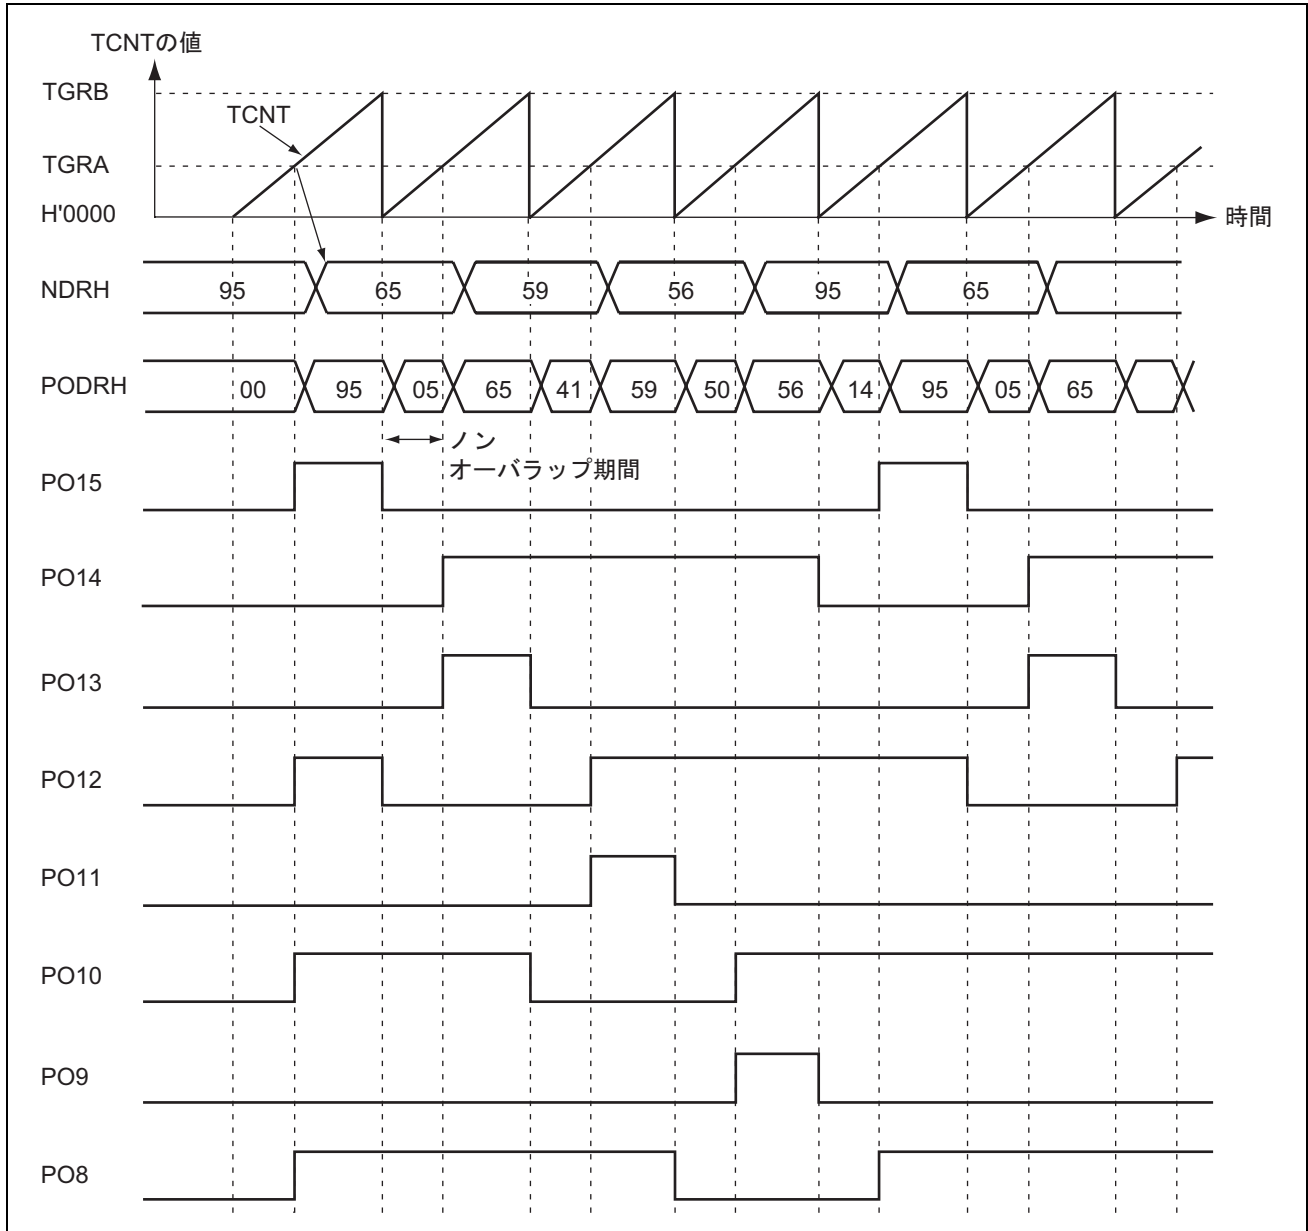 TCNTの値
TGRB
TCNT
TGRA
H'0000
時間
NDRH 95 65 59 56 95 65
PODRH 00 95 05 65 41 59 50 56 14 95 05 65
ノン
オーバラップ期間
PO15
PO14
PO13
PO12
PO11
PO10
PO9
PO8